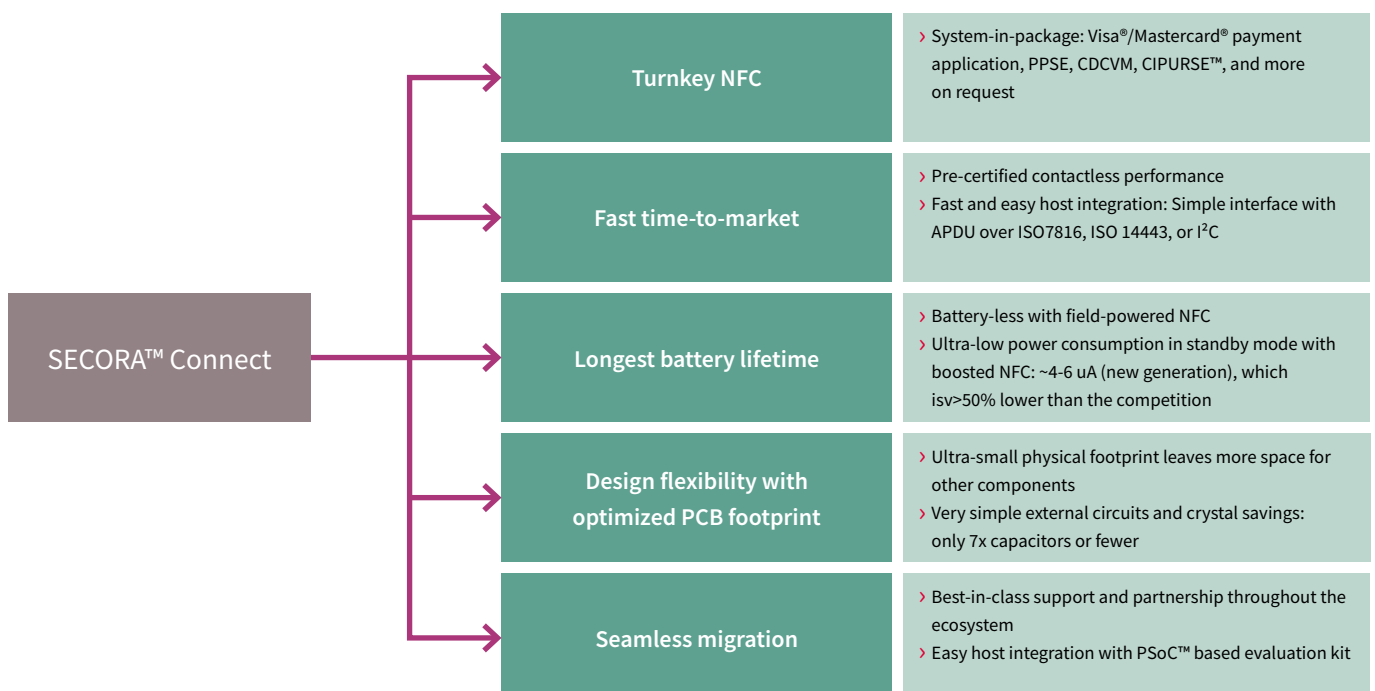 Turnkey NFC
› System-in-package: Visa®/Mastercard® payment
application, PPSE, CDCVM, CIPURSE™, and more
on request
Fast time-to-market
› Pre-certified contactless performance
› Fast and easy host integration: Simple interface with
APDU over ISO7816, ISO 14443, or I²C
SECORA™ Connect
Longest battery lifetime
› Battery-less with field-powered NFC
› Ultra-low power consumption in standby mode with
boosted NFC: ~4-6 uA (new generation), which
isv>50% lower than the competition
Design flexibility with
optimized PCB footprint
› Ultra-small physical footprint leaves more space for
other components
› Very simple external circuits and crystal savings:
only 7x capacitors or fewer
Seamless migration
› Best-in-class support and partnership throughout the
ecosystem
› Easy host integration with PSoC™ based evaluation kit